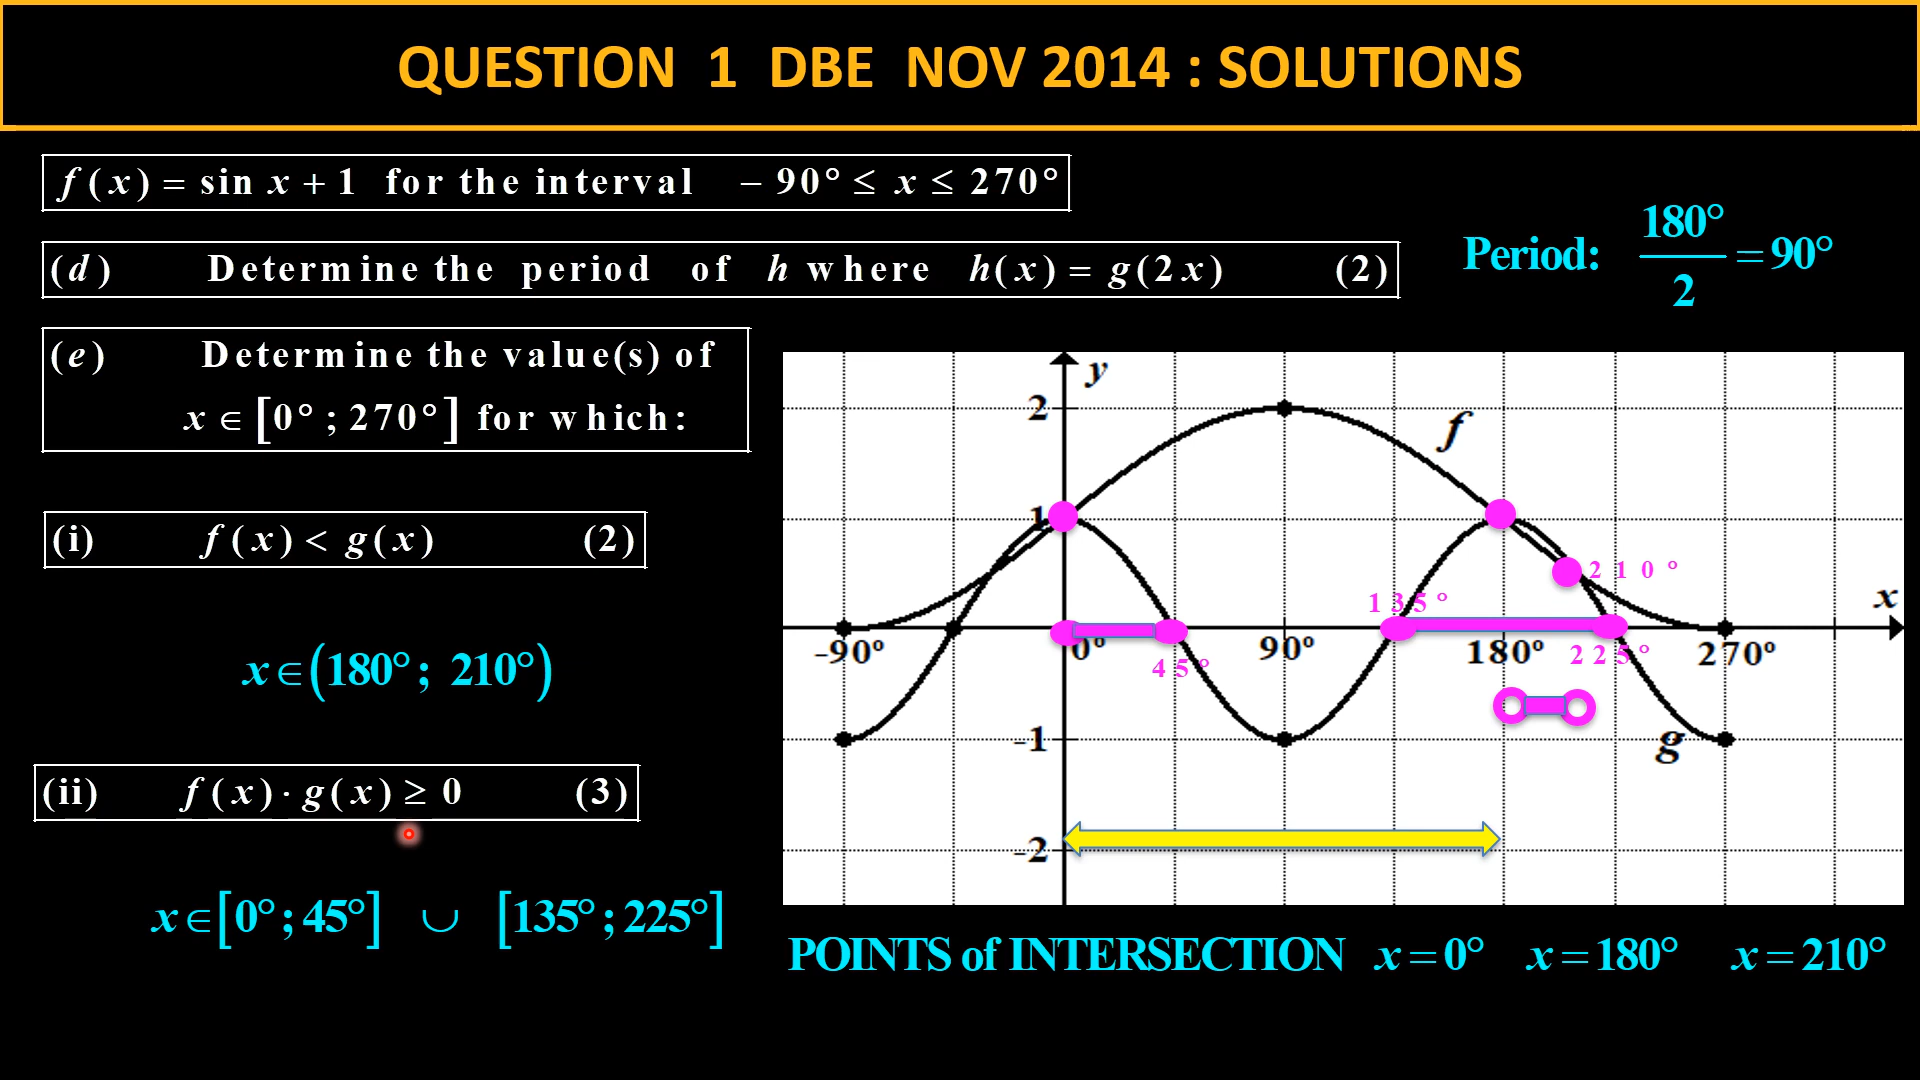 QUESTION 1 DBE NOV 2014 : SOLUTIONS
f(x) = sin x + 1 for the interval – 90° ≤ x ≤ 270°
(d) Determine the period of h where h(x) = g(2x) (2)
Period: 180°/2 = 90°
(e) Determine the value(s) of
x ∈ [0° ; 270°] for which:
(i) f(x) < g(x) (2)
x ∈ (180° ; 210°)
(ii) f(x) · g(x) ≥ 0 (3)
x ∈ [0° ; 45°] ∪ [135° ; 225°]
y
2
f
1
210°
135°
x
-90° 0° 90° 180° 225° 270°
45°
-1
g
-2
POINTS of INTERSECTION x = 0° x = 180° x = 210°